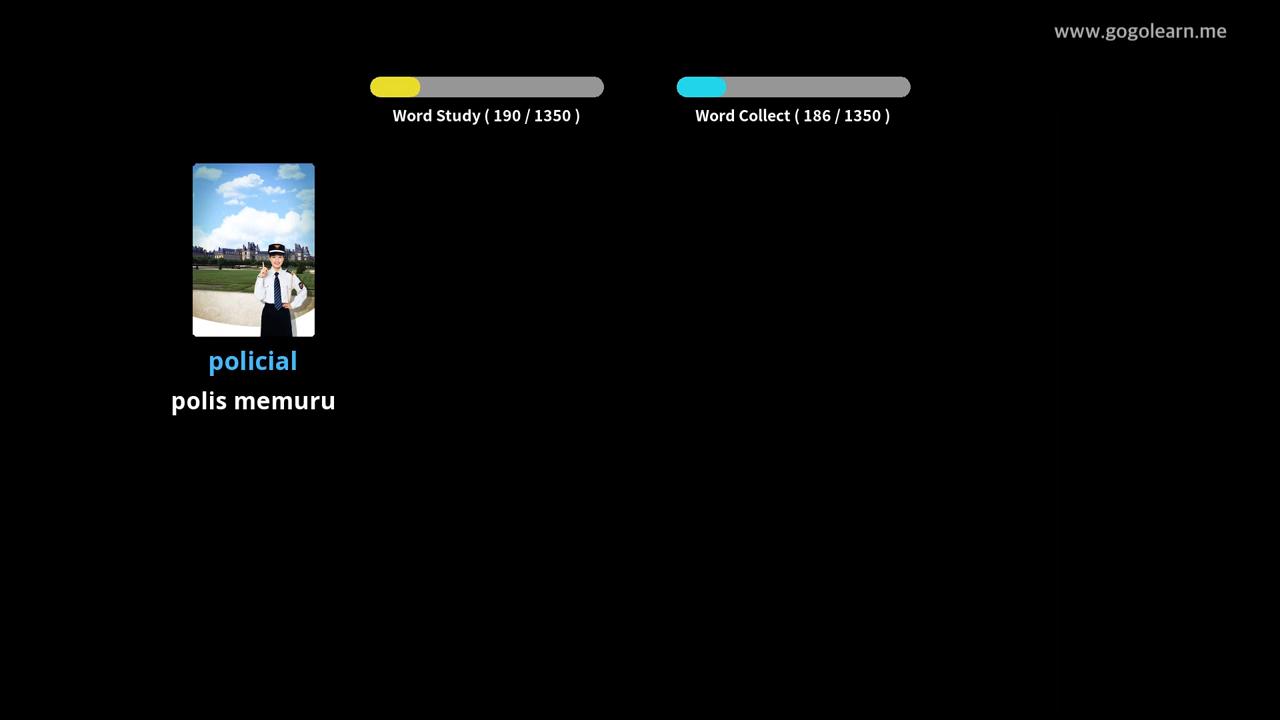 www.gogolearn.me
Word Study ( 190 / 1350 )
Word Collect ( 186 / 1350 )
policial
polis memuru